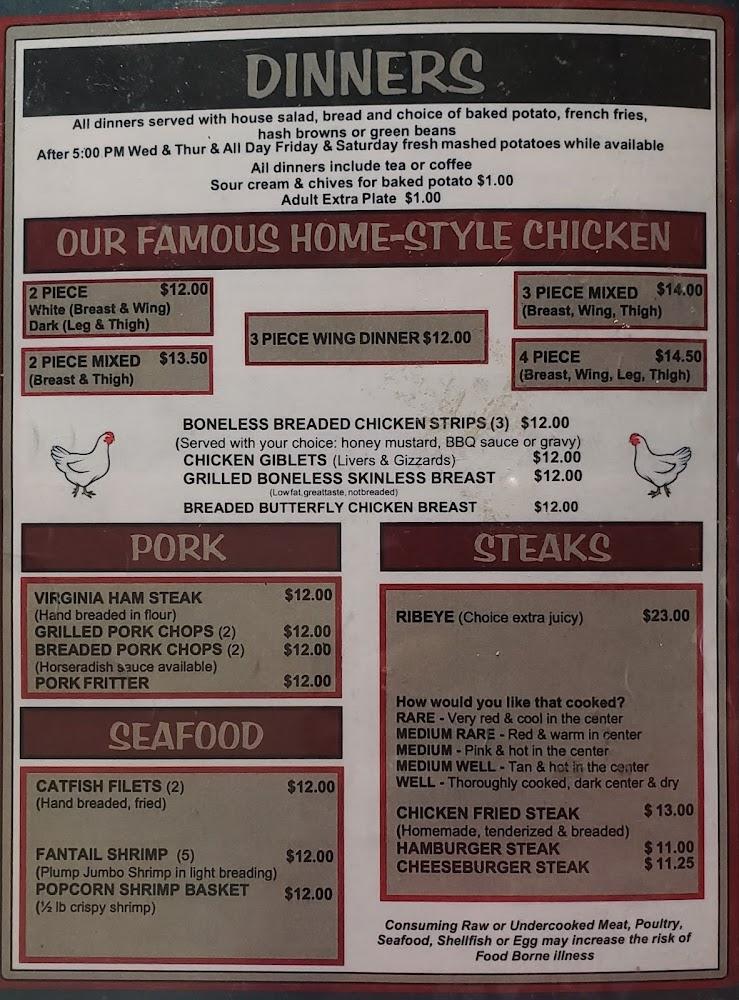 DINNERS
All dinners served with house salad, bread and choice of baked potato, french fries,
hash browns or green beans
After 5:00 PM Wed & Thur & All Day Friday & Saturday fresh mashed potatoes while available
All dinners include tea or coffee
Sour cream & chives for baked potato $1.00
Adult Extra Plate $1.00
OUR FAMOUS HOME-STYLE CHICKEN
2 PIECE $12.00
White (Breast & Wing)
Dark (Leg & Thigh)
2 PIECE MIXED $13.50
(Breast & Thigh)
3 PIECE WING DINNER $12.00
3 PIECE MIXED $14.00
(Breast, Wing, Thigh)
4 PIECE $14.50
(Breast, Wing, Leg, Thigh)
BONELESS BREADED CHICKEN STRIPS (3) $12.00
(Served with your choice: honey mustard, BBQ sauce or gravy)
CHICKEN GIBLETS (Livers & Gizzards) $12.00
GRILLED BONELESS SKINLESS BREAST $12.00
(Low fat, great taste, not breaded)
BREADED BUTTERFLY CHICKEN BREAST $12.00
PORK
VIRGINIA HAM STEAK $12.00
(Hand breaded in flour)
GRILLED PORK CHOPS (2) $12.00
BREADED PORK CHOPS (2) $12.00
(Horseradish sauce available)
PORK FRITTER $12.00
SEAFOOD
CATFISH FILETS (2) $12.00
(Hand breaded, fried)
FANTAIL SHRIMP (5) $12.00
(Plump Jumbo Shrimp in light breading)
POPCORN SHRIMP BASKET $12.00
(½ lb crispy shrimp)
STEAKS
RIBEYE (Choice extra juicy) $23.00
How would you like that cooked?
RARE - Very red & cool in the center
MEDIUM RARE - Red & warm in center
MEDIUM - Pink & hot in the center
MEDIUM WELL - Tan & hot in the center
WELL - Thoroughly cooked, dark center & dry
CHICKEN FRIED STEAK $13.00
(Homemade, tenderized & breaded)
HAMBURGER STEAK $11.00
CHEESEBURGER STEAK $11.25
Consuming Raw or Undercooked Meat, Poultry,
Seafood, Shellfish or Egg may increase the risk of
Food Borne illness